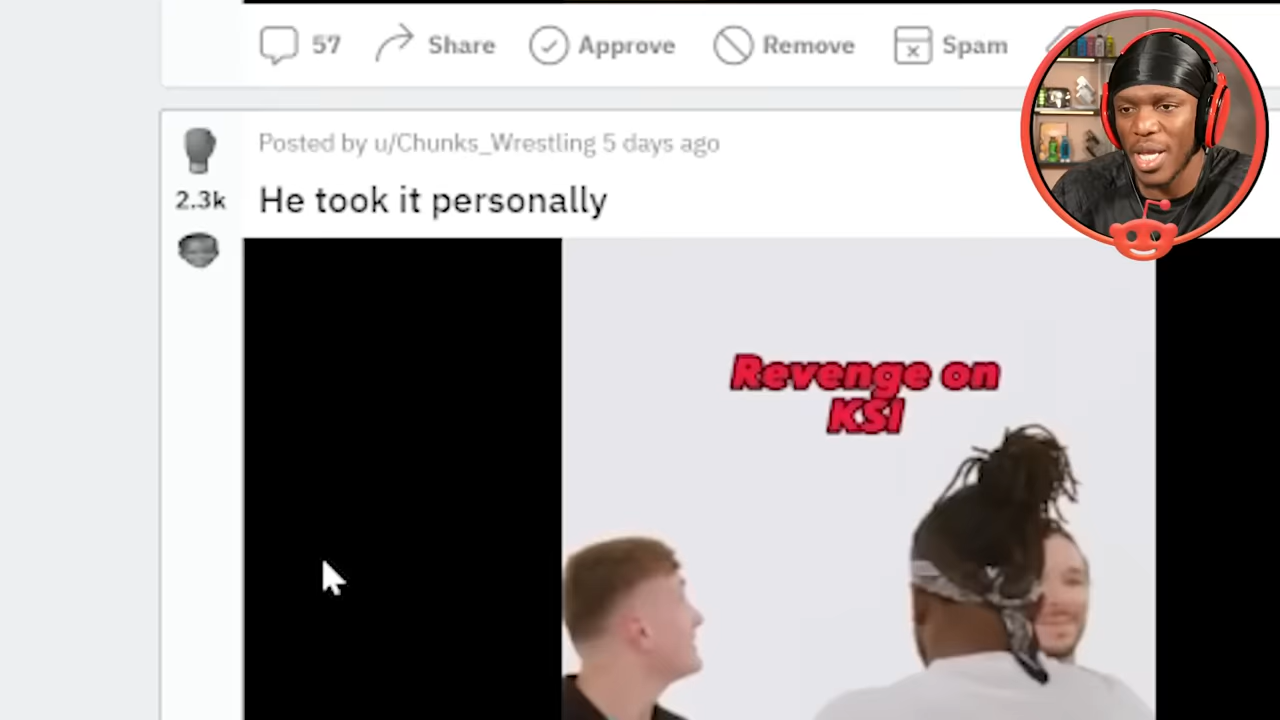 57 Share Approve Remove Spam
Posted by u/Chunks_Wrestling 5 days ago
2.3k
He took it personally
Revenge on
KSI